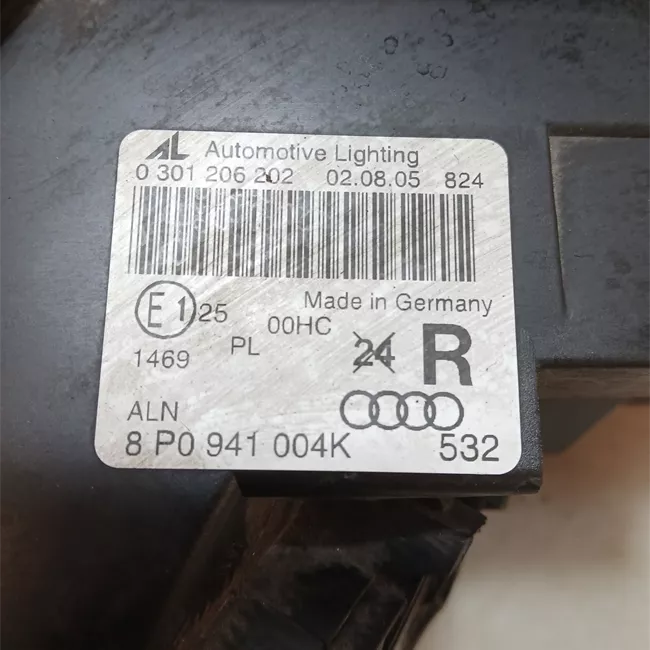 AL Automotive Lighting
0 301 206 202 02.08.05 824
Made in Germany
E1 25
00HC
1469 PL 24 R
ALN
8 P0 941 004K 532